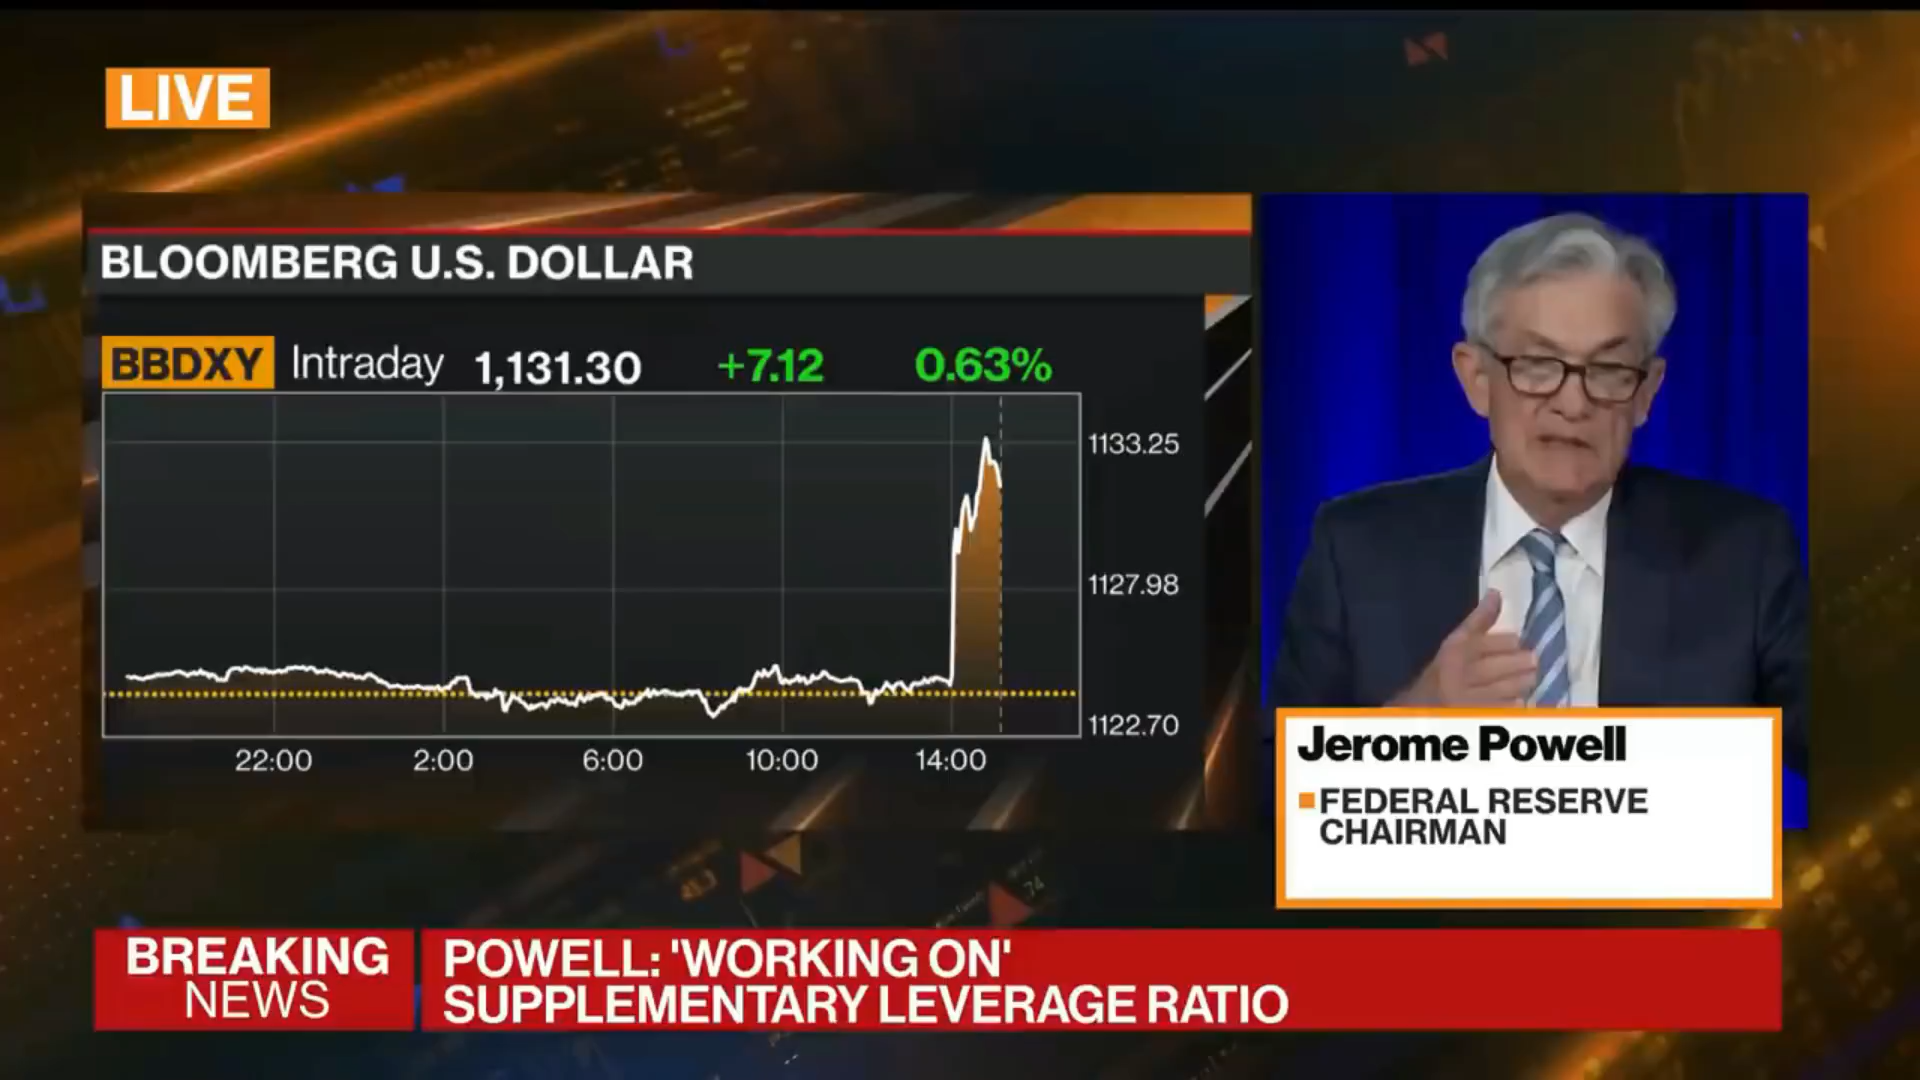 LIVE
BLOOMBERG U.S. DOLLAR
BBDXY Intraday 1,131.30 +7.12 0.63%
1133.25
1127.98
1122.70
22:00 2:00 6:00 10:00 14:00
Jerome Powell
FEDERAL RESERVE
CHAIRMAN
BREAKING
NEWS
POWELL: 'WORKING ON'
SUPPLEMENTARY LEVERAGE RATIO